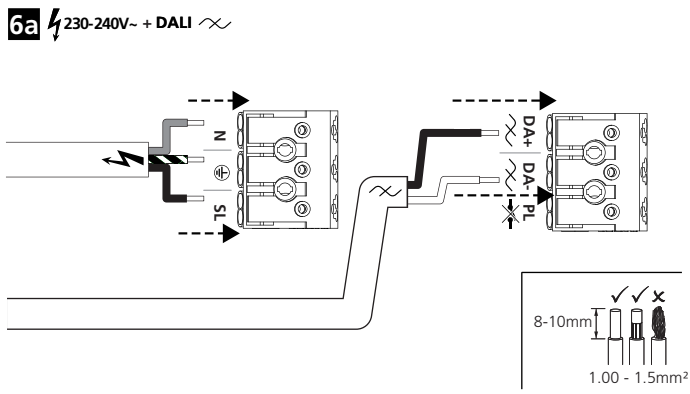 6a 230-240V~ + DALI
N
SL
DA+
DA-
PL
8-10mm
1.00 - 1.5mm²